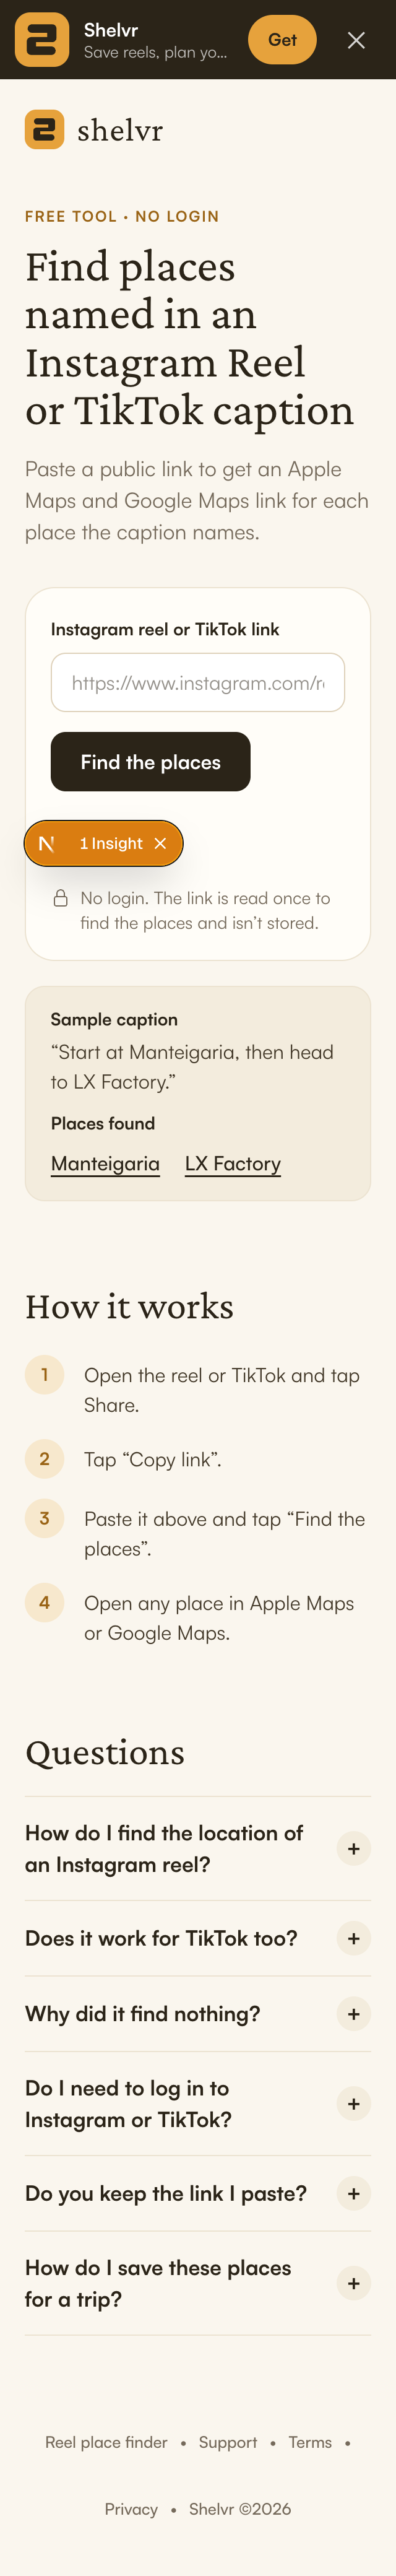 Shelvr
Save reels, plan yo...
Get
shelvr
FREE TOOL • NO LOGIN
Find places
named in an
Instagram Reel
or TikTok caption
Paste a public link to get an Apple
Maps and Google Maps link for each
place the caption names.
Instagram reel or TikTok link
https://www.instagram.com/r
Find the places
N 1 Insight
No login. The link is read once to
find the places and isn’t stored.
Sample caption
“Start at Manteigaria, then head
to LX Factory.”
Places found
Manteigaria LX Factory
How it works
1 Open the reel or TikTok and tap
Share.
2 Tap “Copy link”.
3 Paste it above and tap “Find the
places”.
4 Open any place in Apple Maps
or Google Maps.
Questions
How do I find the location of
an Instagram reel?
Does it work for TikTok too?
Why did it find nothing?
Do I need to log in to
Instagram or TikTok?
Do you keep the link I paste?
How do I save these places
for a trip?
Reel place finder • Support • Terms •
Privacy • Shelvr ©2026